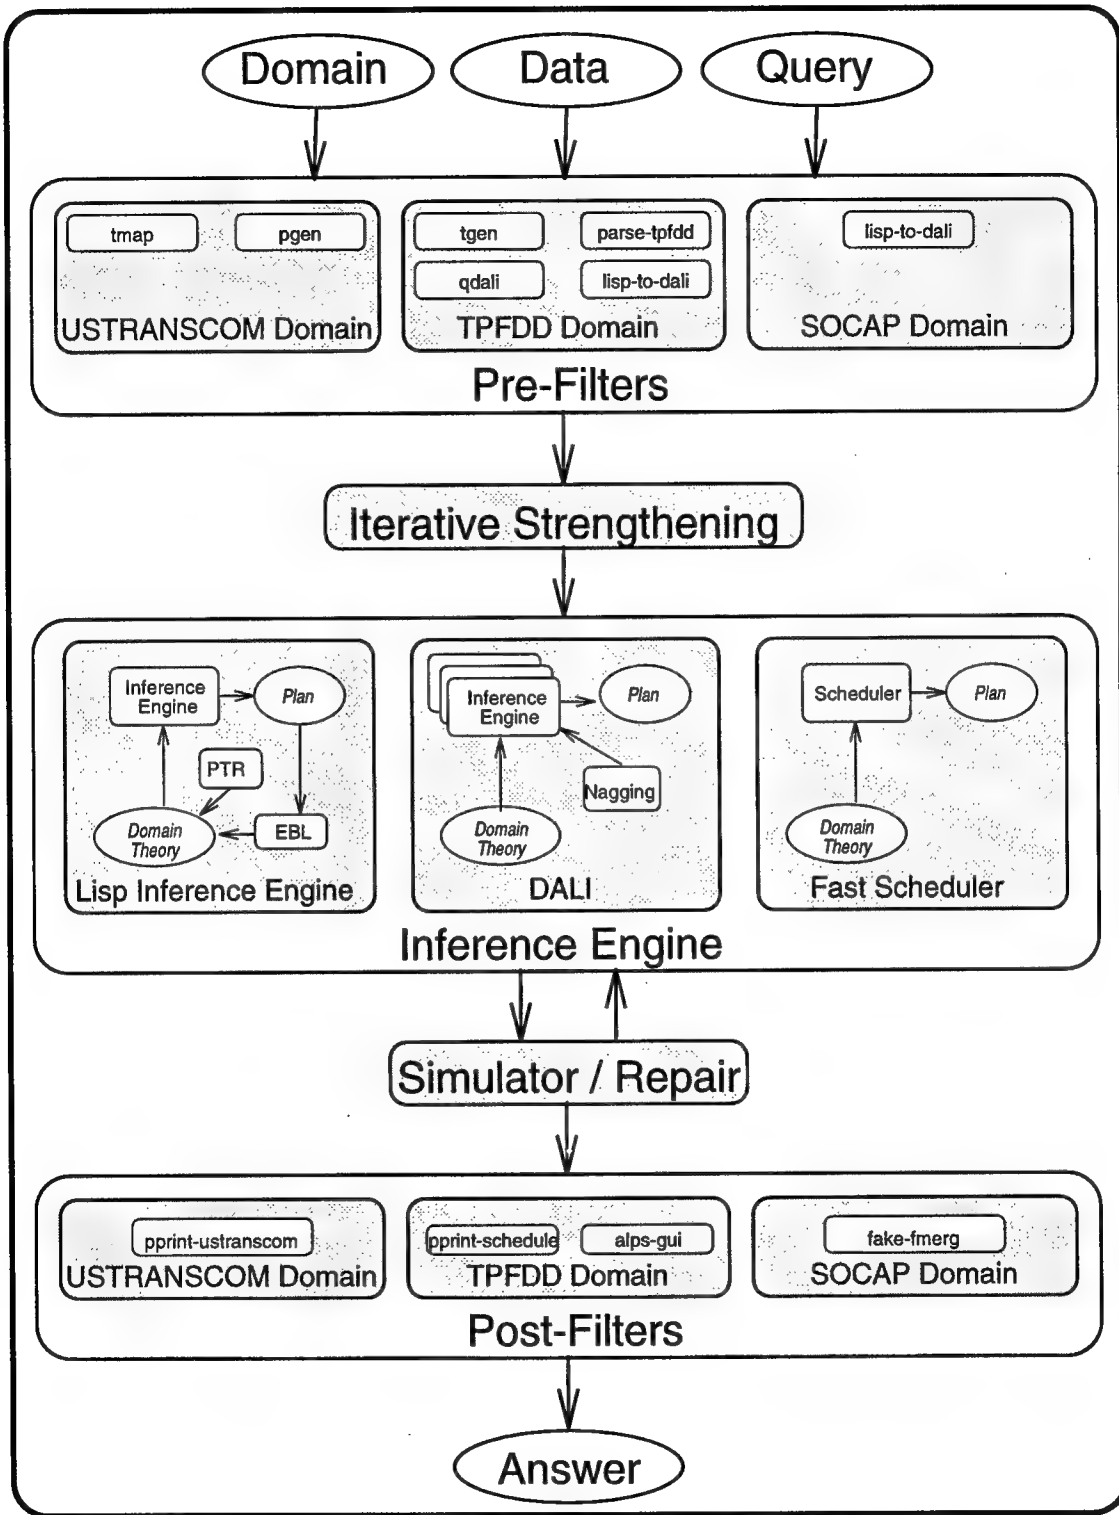 Domain
Data
Query
tmap
pgen
USTRANSCOM Domain
tgen
parse-tpfdd
qdali
lisp-to-dali
TPFDD Domain
lisp-to-dali
SOCAP Domain
Pre-Filters
Iterative Strengthening
Inference
Engine
Plan
PTR
Domain
Theory
EBL
Lisp Inference Engine
Inference
Engine
Plan
Nagging
Domain
Theory
DALI
Scheduler
Plan
Domain
Theory
Fast Scheduler
Inference Engine
Simulator / Repair
pprint-ustranscom
USTRANSCOM Domain
pprint-schedule
alps-gui
TPFDD Domain
fake-fmerg
SOCAP Domain
Post-Filters
Answer